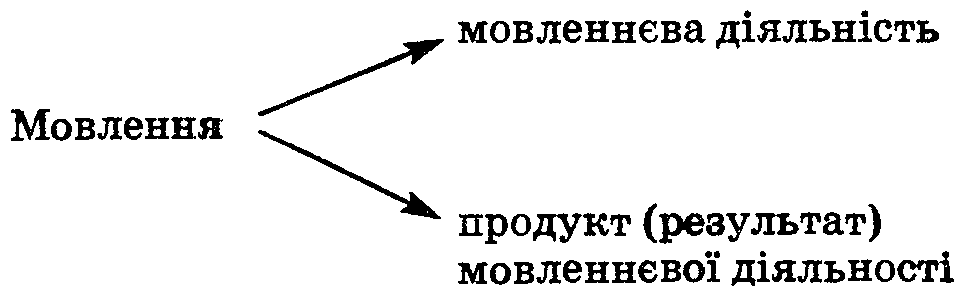 мовленнєва діяльність
Мовлення
продукт (результат)
мовленнєвої діяльності